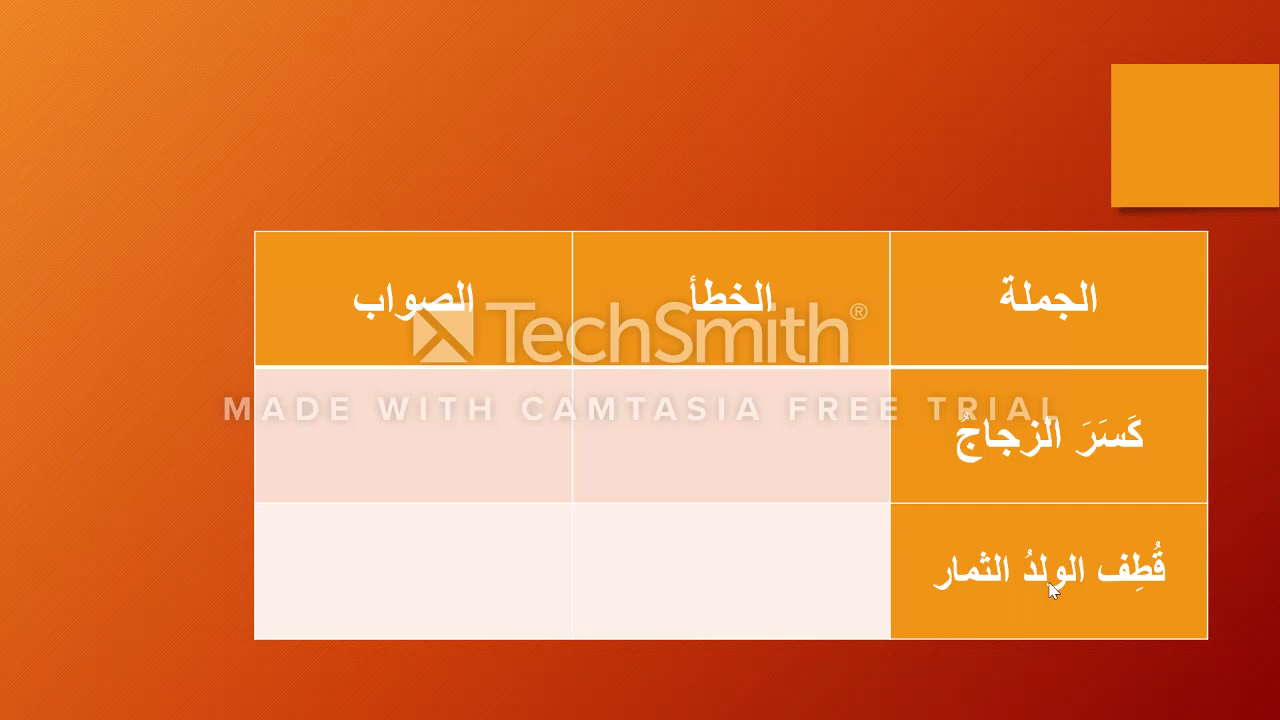 الجملة الخطأ الصواب
TechSmith®
MADE WITH CAMTASIA FREE TRIAL
كَسَرَ الزجاجُ
قُطِف الولدُ الثمار